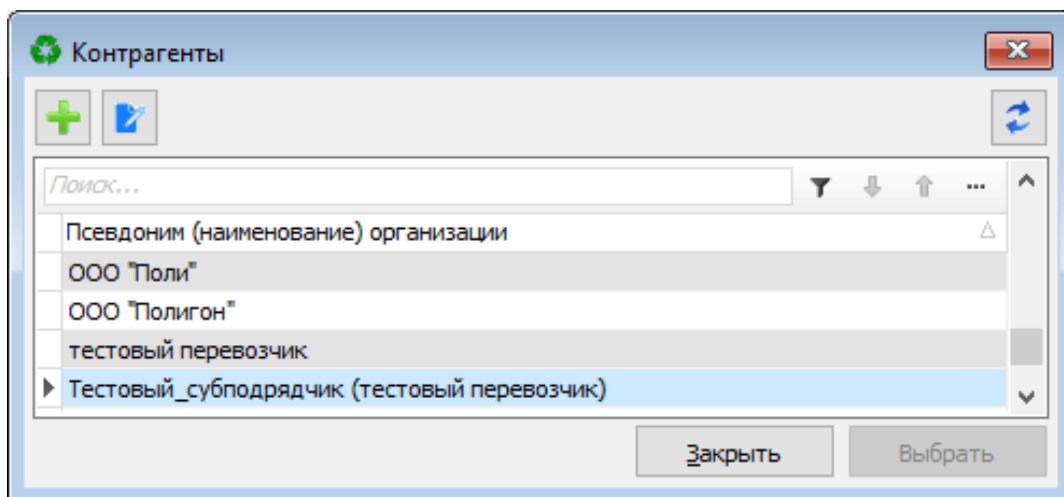 Контрагенты
Поиск...
...
Псевдоним (наименование) организации
ООО "Поли"
ООО "Полигон"
тестовый перевозчик
Тестовый_субподрядчик (тестовый перевозчик)
Закрыть Выбрать